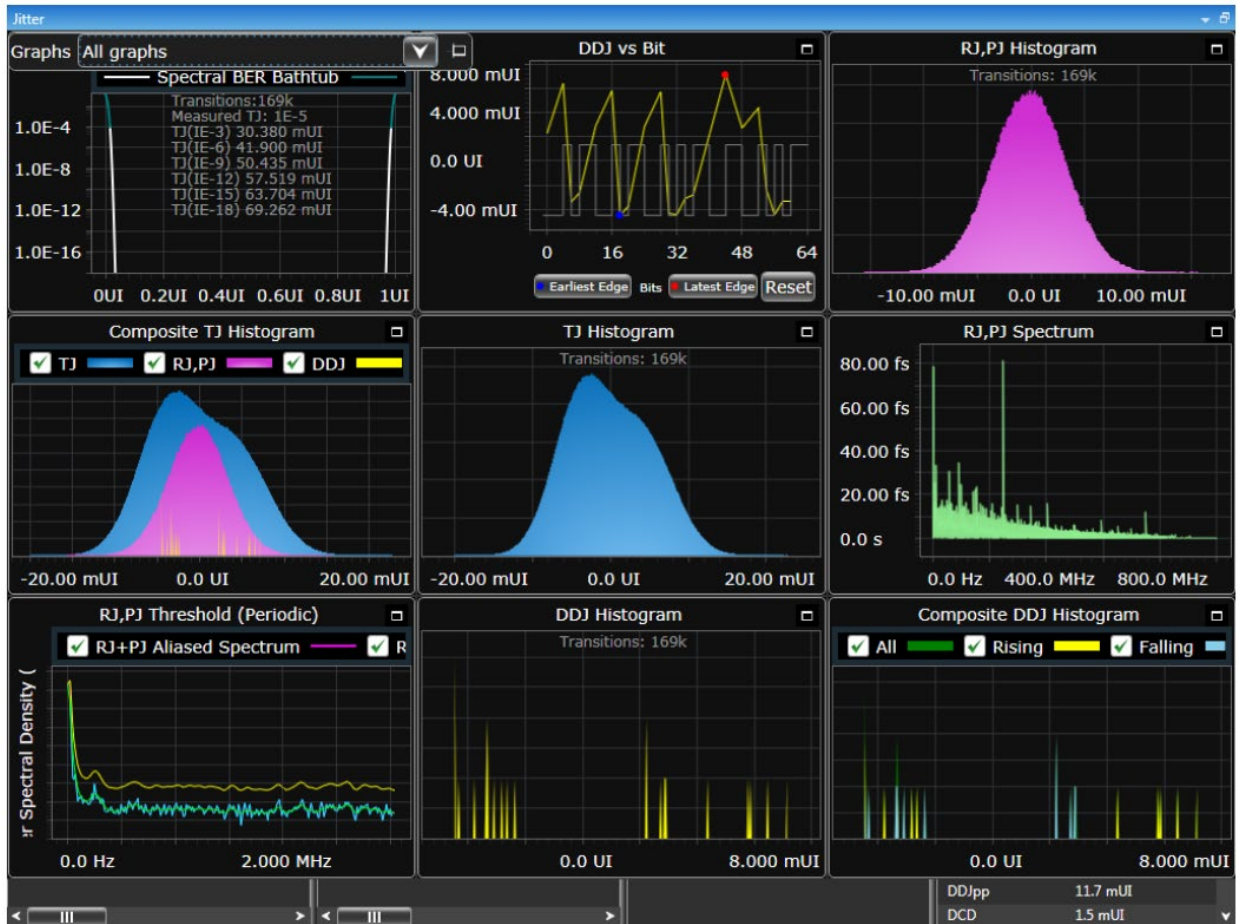 Jitter
Graphs All graphs
Spectral BER Bathtub
Transitions:169k
Measured TJ: 1E-5
TJ(IE-3) 30.380 mUI
TJ(IE-6) 41.900 mUI
TJ(IE-9) 50.435 mUI
TJ(IE-12) 57.519 mUI
TJ(IE-15) 63.704 mUI
TJ(IE-18) 69.262 mUI
1.0E-4
1.0E-8
1.0E-12
1.0E-16
0UI 0.2UI 0.4UI 0.6UI 0.8UI 1UI
DDJ vs Bit
8.000 mUI
4.000 mUI
0.0 UI
-4.00 mUI
0 16 32 48 64
Earliest Edge Bits Latest Edge Reset
RJ,PJ Histogram
Transitions: 169k
-10.00 mUI 0.0 UI 10.00 mUI
Composite TJ Histogram
TJ RJ,PJ DDJ
-20.00 mUI 0.0 UI 20.00 mUI
TJ Histogram
Transitions: 169k
-20.00 mUI 0.0 UI 20.00 mUI
RJ,PJ Spectrum
80.00 fs
60.00 fs
40.00 fs
20.00 fs
0.0 s
0.0 Hz 400.0 MHz 800.0 MHz
RJ,PJ Threshold (Periodic)
RJ+PJ Aliased Spectrum R
er Spectral Density (
0.0 Hz 2.000 MHz
DDJ Histogram
Transitions: 169k
0.0 UI 8.000 mUI
Composite DDJ Histogram
All Rising Falling
0.0 UI 8.000 mUI
DDJpp 11.7 mUI
DCD 1.5 mUI